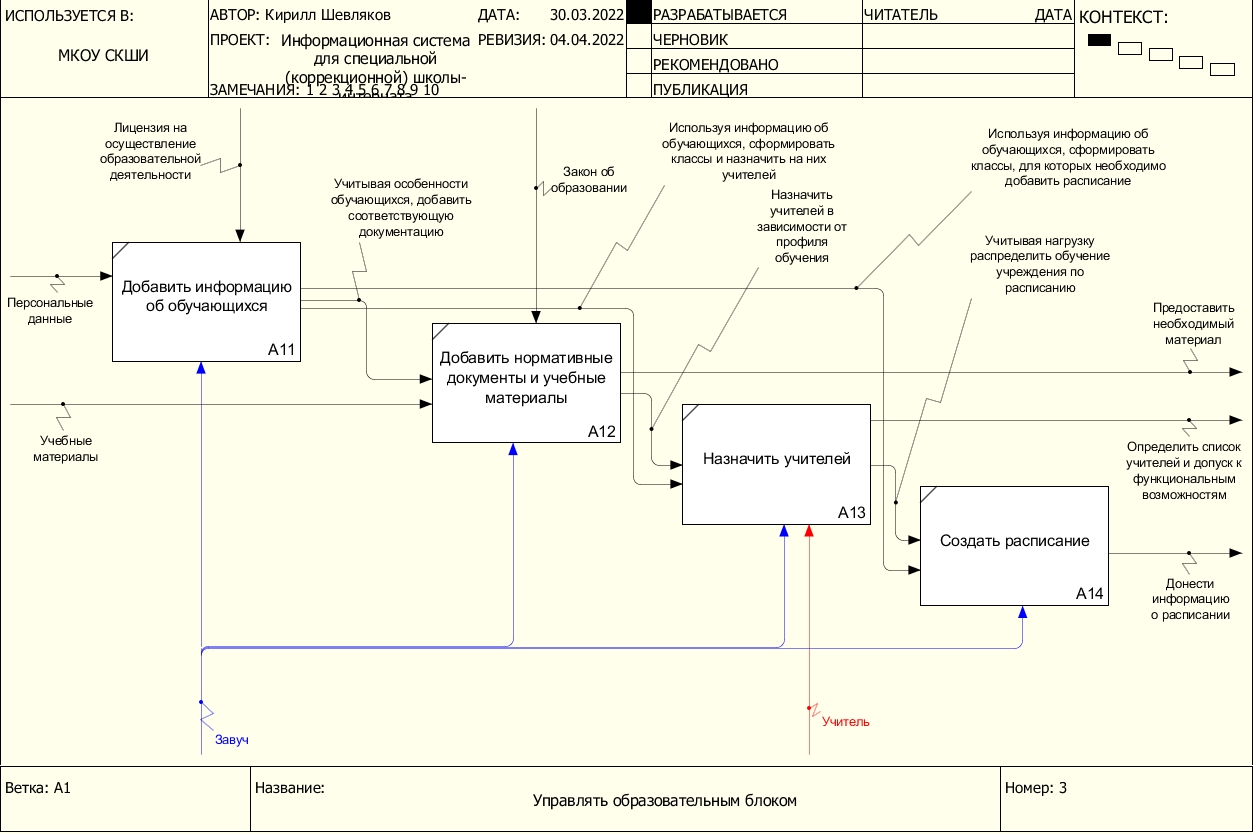 ИСПОЛЬЗУЕТСЯ В:
МКОУ СКШИ
АВТОР: Кирилл Шевляков
ДАТА: 30.03.2022
ПРОЕКТ: Информационная система
для специальной
(коррекционной) школы-
интерната
РЕВИЗИЯ: 04.04.2022
ЗАМЕЧАНИЯ: 1 2 3 4 5 6 7 8 9 10
РАЗРАБАТЫВАЕТСЯ
ЧЕРНОВИК
РЕКОМЕНДОВАНО
ПУБЛИКАЦИЯ
ЧИТАТЕЛЬ ДАТА
КОНТЕКСТ:
Лицензия на
осуществление
образовательной
деятельности
Учитывая особенности
обучающихся, добавить
соответствующую
документацию
Закон об
образовании
Используя информацию об
обучающихся, сформировать
классы и назначить на них
учителей
Назначить
учителей в
зависимости от
профиля
обучения
Используя информацию об
обучающихся, сформировать
классы, для которых необходимо
добавить расписание
Учитывая нагрузку
распределить обучение
учреждения по
расписанию
Персональные
данные
Добавить информацию
об обучающихся
A11
Предоставить
необходимый
материал
Учебные
материалы
Добавить нормативные
документы и учебные
материалы
A12
Назначить учителей
A13
Определить список
учителей и допуск к
функциональным
возможностям
Создать расписание
A14
Донести
информацию
о расписании
Завуч
Учитель
Ветка: A1
Название:
Управлять образовательным блоком
Номер: 3